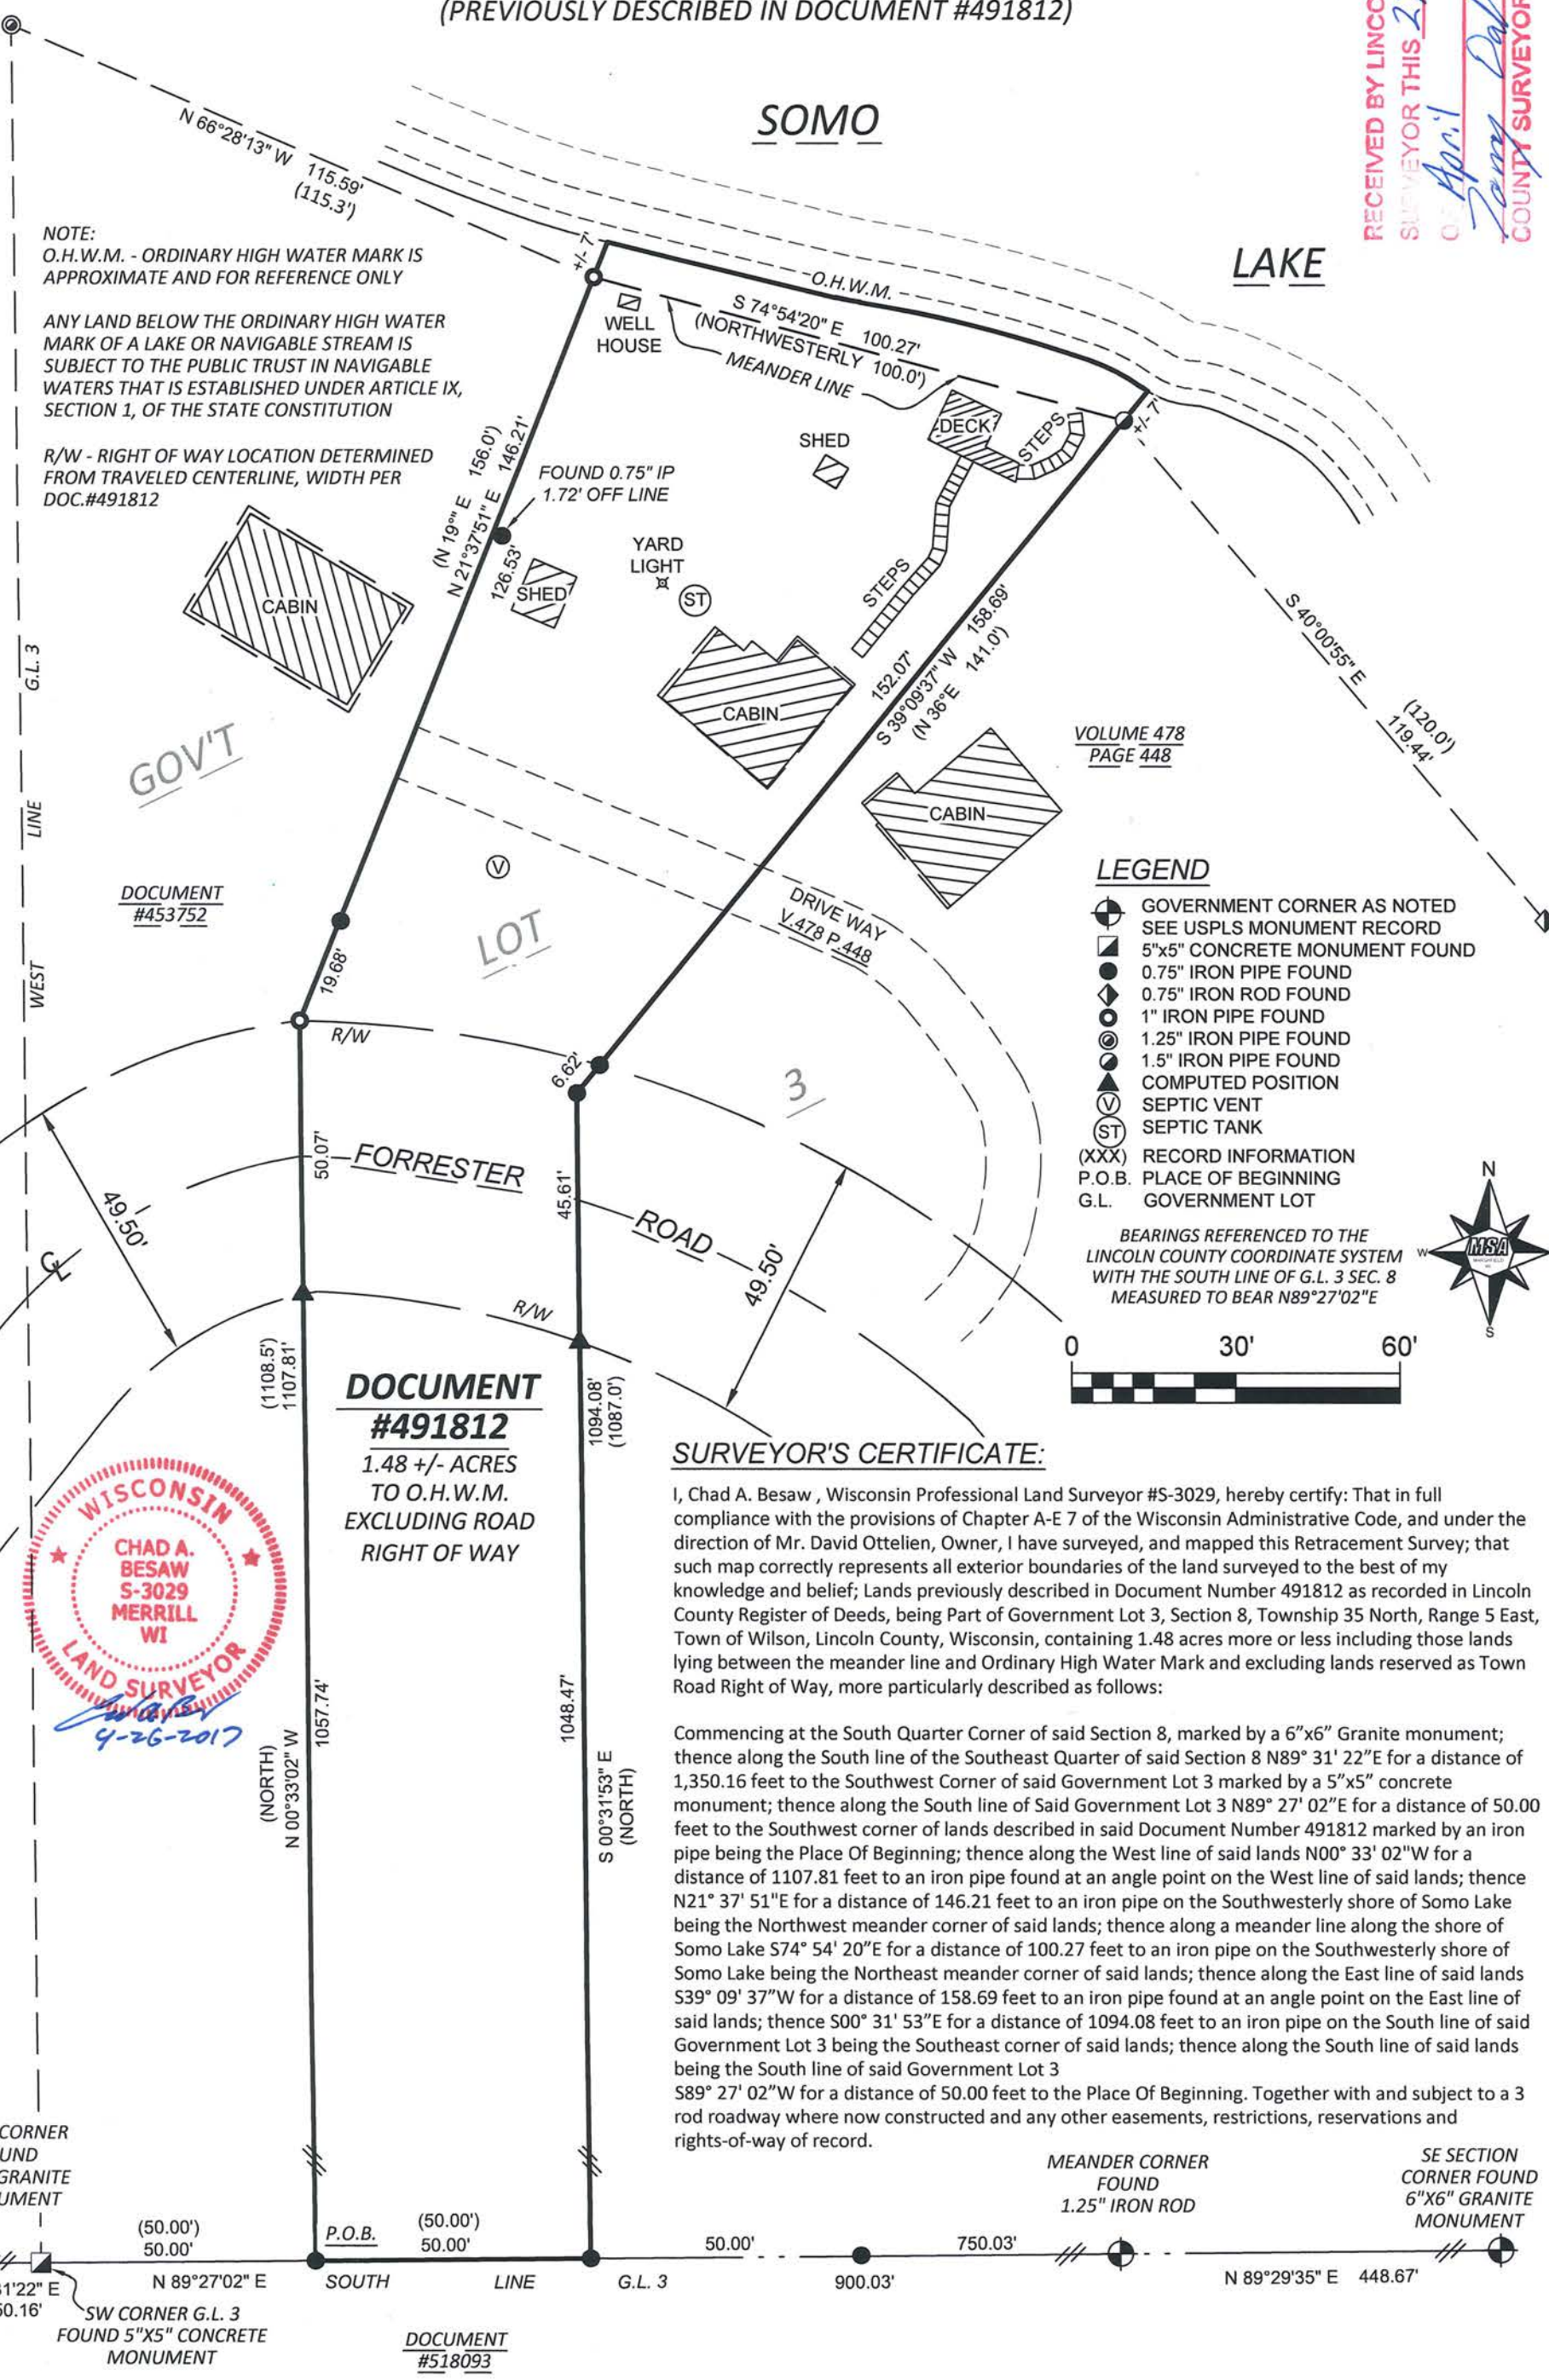 (PREVIOUSLY DESCRIBED IN DOCUMENT #491812)
RECEIVED BY LINCO
SURVEYOR THIS 2
April
COUNTY SURVEYOR
SOMO
LAKE
N 66°28'13" W 115.59'
(115.3')
NOTE:
O.H.W.M. - ORDINARY HIGH WATER MARK IS
APPROXIMATE AND FOR REFERENCE ONLY
ANY LAND BELOW THE ORDINARY HIGH WATER
MARK OF A LAKE OR NAVIGABLE STREAM IS
SUBJECT TO THE PUBLIC TRUST IN NAVIGABLE
WATERS THAT IS ESTABLISHED UNDER ARTICLE IX,
SECTION 1, OF THE STATE CONSTITUTION
R/W - RIGHT OF WAY LOCATION DETERMINED
FROM TRAVELED CENTERLINE, WIDTH PER
DOC.#491812
+/- 7'
O.H.W.M.
WELL
HOUSE
S 74°54'20" E 100.27'
(NORTHWESTERLY 100.0')
MEANDER LINE
DECK
STEPS
+/- 7'
SHED
(N 19°" E 156.0')
N 21°37'51" E 146.21'
FOUND 0.75" IP
1.72' OFF LINE
126.53'
SHED
YARD
LIGHT
ST
STEPS
CABIN
CABIN
152.07'
S 39°09'37" W 158.69'
(N 36°E 141.0')
S 40°00'55" E
(120.0')
119.44'
VOLUME 478
PAGE 448
CABIN
WEST LINE G.L. 3
GOV'T
LOT
3
DOCUMENT
#453752
V
DRIVE WAY
V.478 P.448
19.68'
R/W
6.62'
LEGEND
GOVERNMENT CORNER AS NOTED
SEE USPLS MONUMENT RECORD
5"x5" CONCRETE MONUMENT FOUND
0.75" IRON PIPE FOUND
0.75" IRON ROD FOUND
1" IRON PIPE FOUND
1.25" IRON PIPE FOUND
1.5" IRON PIPE FOUND
COMPUTED POSITION
V SEPTIC VENT
ST SEPTIC TANK
(XXX) RECORD INFORMATION
P.O.B. PLACE OF BEGINNING
G.L. GOVERNMENT LOT
BEARINGS REFERENCED TO THE
LINCOLN COUNTY COORDINATE SYSTEM
WITH THE SOUTH LINE OF G.L. 3 SEC. 8
MEASURED TO BEAR N89°27'02"E
N
W
MSA
S
0 30' 60'
49.50'
CL
50.07'
FORRESTER
ROAD
45.61'
49.50'
R/W
(1108.5')
1107.81'
1094.08'
(1087.0')
DOCUMENT
#491812
1.48 +/- ACRES
TO O.H.W.M.
EXCLUDING ROAD
RIGHT OF WAY
WISCONSIN
CHAD A.
BESAW
S-3029
MERRILL
WI
LAND SURVEYOR
4-26-2017
(NORTH)
N 00°33'02" W
1057.74'
1048.47'
S 00°31'53" E
(NORTH)
SURVEYOR'S CERTIFICATE:
I, Chad A. Besaw , Wisconsin Professional Land Surveyor #S-3029, hereby certify: That in full
compliance with the provisions of Chapter A-E 7 of the Wisconsin Administrative Code, and under the
direction of Mr. David Ottelien, Owner, I have surveyed, and mapped this Retracement Survey; that
such map correctly represents all exterior boundaries of the land surveyed to the best of my
knowledge and belief; Lands previously described in Document Number 491812 as recorded in Lincoln
County Register of Deeds, being Part of Government Lot 3, Section 8, Township 35 North, Range 5 East,
Town of Wilson, Lincoln County, Wisconsin, containing 1.48 acres more or less including those lands
lying between the meander line and Ordinary High Water Mark and excluding lands reserved as Town
Road Right of Way, more particularly described as follows:
Commencing at the South Quarter Corner of said Section 8, marked by a 6"x6" Granite monument;
thence along the South line of the Southeast Quarter of said Section 8 N89° 31' 22"E for a distance of
1,350.16 feet to the Southwest Corner of said Government Lot 3 marked by a 5"x5" concrete
monument; thence along the South line of Said Government Lot 3 N89° 27' 02"E for a distance of 50.00
feet to the Southwest corner of lands described in said Document Number 491812 marked by an iron
pipe being the Place Of Beginning; thence along the West line of said lands N00° 33' 02"W for a
distance of 1107.81 feet to an iron pipe found at an angle point on the West line of said lands; thence
N21° 37' 51"E for a distance of 146.21 feet to an iron pipe on the Southwesterly shore of Somo Lake
being the Northwest meander corner of said lands; thence along a meander line along the shore of
Somo Lake S74° 54' 20"E for a distance of 100.27 feet to an iron pipe on the Southwesterly shore of
Somo Lake being the Northeast meander corner of said lands; thence along the East line of said lands
S39° 09' 37"W for a distance of 158.69 feet to an iron pipe found at an angle point on the East line of
said lands; thence S00° 31' 53"E for a distance of 1094.08 feet to an iron pipe on the South line of said
Government Lot 3 being the Southeast corner of said lands; thence along the South line of said lands
being the South line of said Government Lot 3
S89° 27' 02"W for a distance of 50.00 feet to the Place Of Beginning. Together with and subject to a 3
rod roadway where now constructed and any other easements, restrictions, reservations and
rights-of-way of record.
CORNER
UND
GRANITE
UMENT
MEANDER CORNER
FOUND
1.25" IRON ROD
SE SECTION
CORNER FOUND
6"X6" GRANITE
MONUMENT
(50.00')
50.00'
P.O.B.
(50.00')
50.00'
50.00'
750.03'
1'22" E
0.16'
N 89°27'02" E
SOUTH LINE G.L. 3
900.03'
N 89°29'35" E 448.67'
SW CORNER G.L. 3
FOUND 5"X5" CONCRETE
MONUMENT
DOCUMENT
#518093